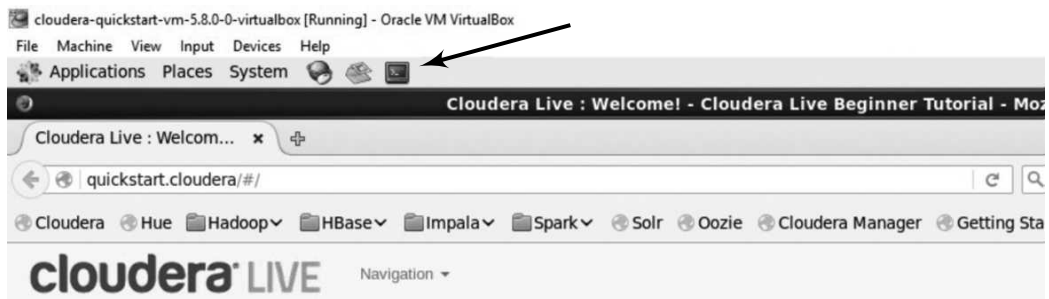 cloudera-quickstart-vm-5.8.0-0-virtualbox [Running] - Oracle VM VirtualBox
File Machine View Input Devices Help
Applications Places System
Cloudera Live : Welcome! - Cloudera Live Beginner Tutorial - Moz
Cloudera Live : Welcom... ×
quickstart.cloudera/#/
Cloudera Hue Hadoop HBase Impala Spark Solr Oozie Cloudera Manager Getting Sta
cloudera LIVE Navigation